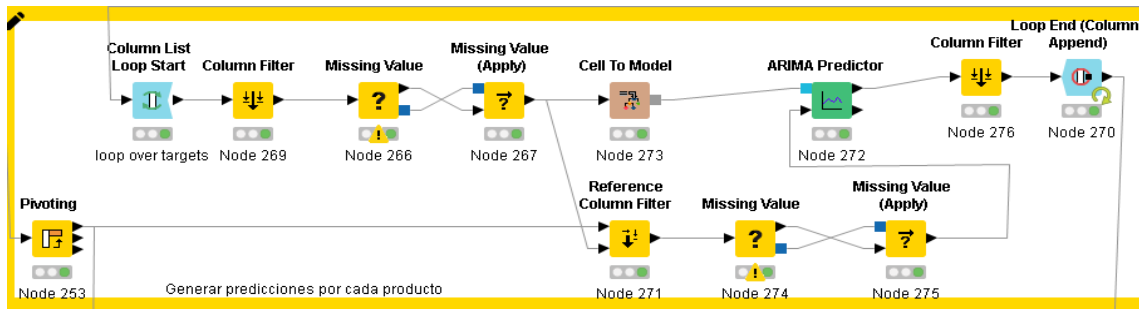 Column List
Loop Start
Column Filter
Missing Value
Missing Value
(Apply)
Cell To Model
ARIMA Predictor
Column Filter
Loop End (Column
Append)
loop over targets
Node 269
Node 266
Node 267
Node 273
Node 272
Node 276
Node 270
Pivoting
Reference
Column Filter
Missing Value
Missing Value
(Apply)
Node 253
Generar predicciones por cada producto
Node 271
Node 274
Node 275